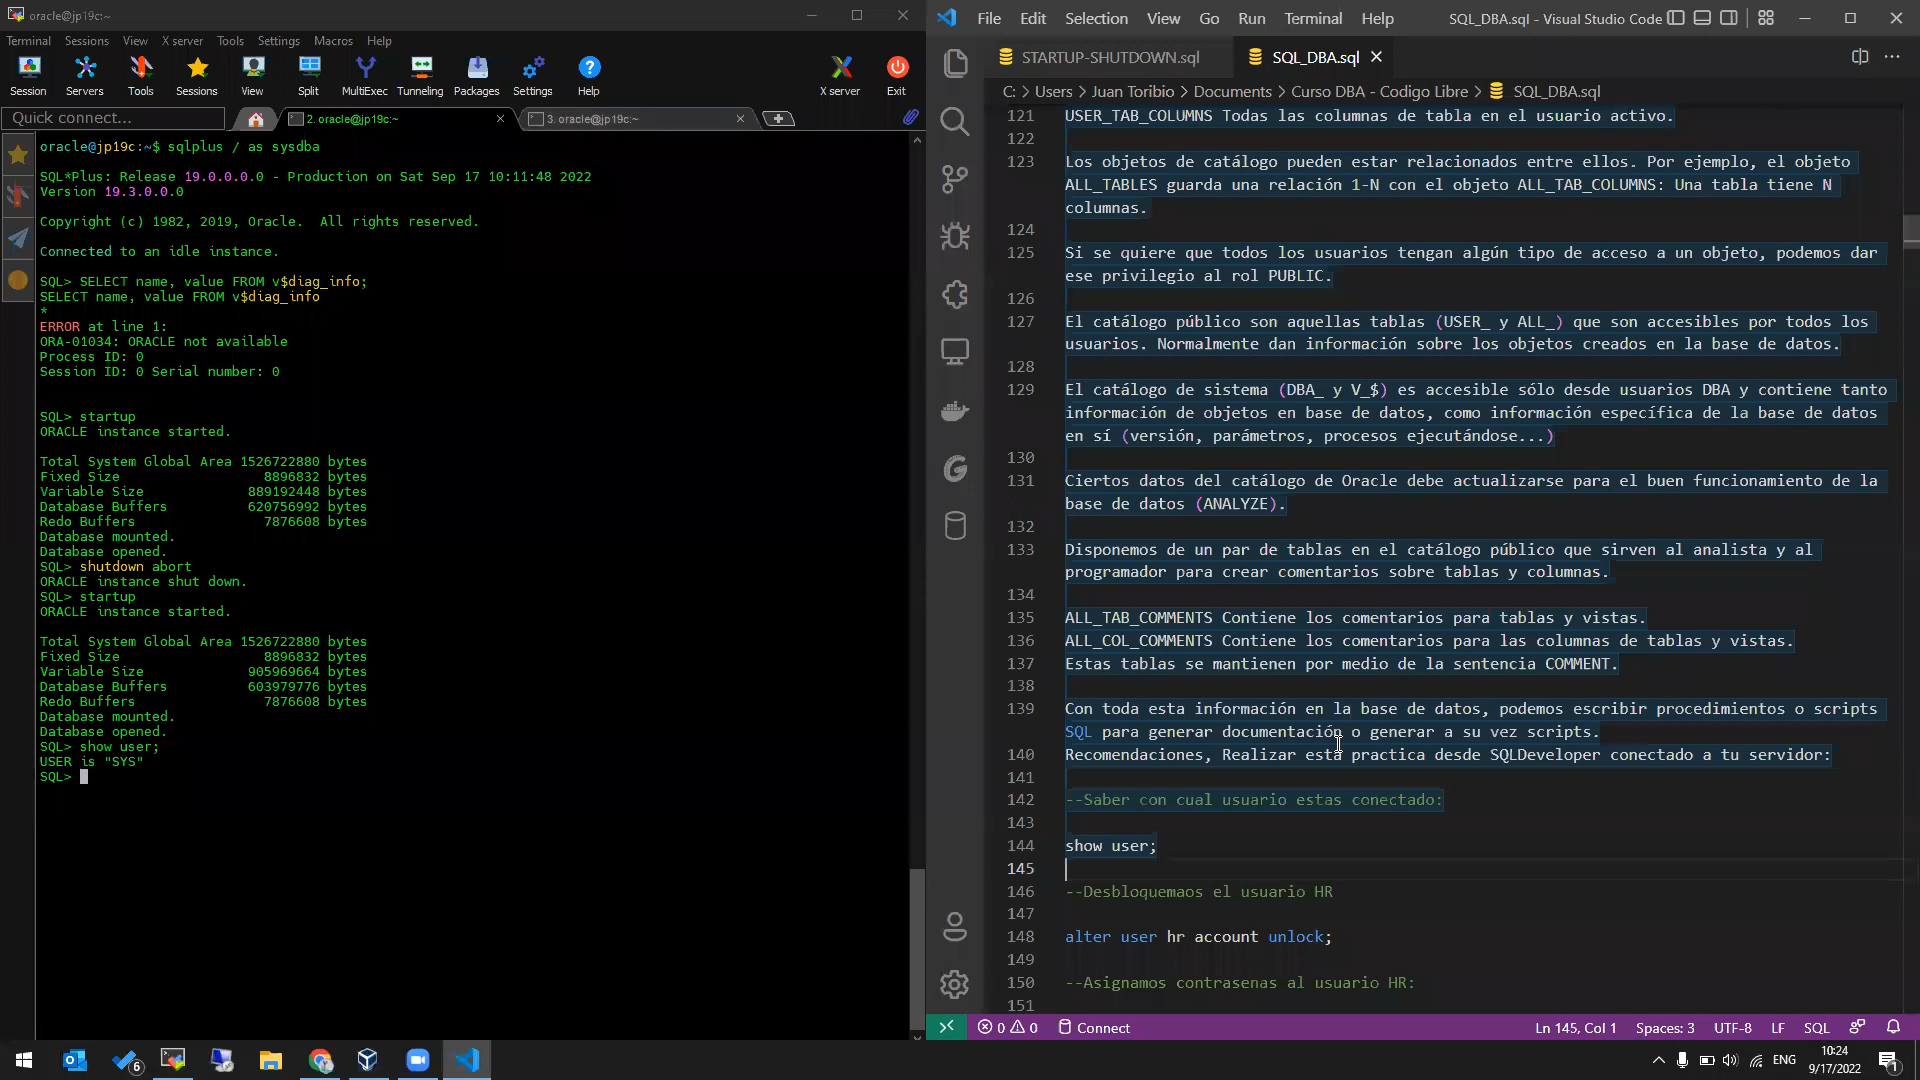 oracle@jp19c:~
Terminal Sessions View X server Tools Settings Macros Help
Session Servers Tools Sessions View Split MultiExec Tunneling Packages Settings Help X server Exit
Quick connect...
2. oracle@jp19c:~
3. oracle@jp19c:~
oracle@jp19c:~$ sqlplus / as sysdba
SQL*Plus: Release 19.0.0.0.0 - Production on Sat Sep 17 10:11:48 2022
Version 19.3.0.0.0
Copyright (c) 1982, 2019, Oracle.  All rights reserved.
Connected to an idle instance.
SQL> SELECT name, value FROM v$diag_info;
SELECT name, value FROM v$diag_info
*
ERROR at line 1:
ORA-01034: ORACLE not available
Process ID: 0
Session ID: 0 Serial number: 0
SQL> startup
ORACLE instance started.
Total System Global Area 1526722880 bytes
Fixed Size 8896832 bytes
Variable Size 889192448 bytes
Database Buffers 620756992 bytes
Redo Buffers 7876608 bytes
Database mounted.
Database opened.
SQL> shutdown abort
ORACLE instance shut down.
SQL> startup
ORACLE instance started.
Total System Global Area 1526722880 bytes
Fixed Size 8896832 bytes
Variable Size 905969664 bytes
Database Buffers 603979776 bytes
Redo Buffers 7876608 bytes
Database mounted.
Database opened.
SQL> show user;
USER is "SYS"
SQL>
File Edit Selection View Go Run Terminal Help
SQL_DBA.sql - Visual Studio Code
STARTUP-SHUTDOWN.sql
SQL_DBA.sql
C: > Users > Juan Toribio > Documents > Curso DBA - Codigo Libre > SQL_DBA.sql
121 USER_TAB_COLUMNS Todas las columnas de tabla en el usuario activo.
122
123 Los objetos de catálogo pueden estar relacionados entre ellos. Por ejemplo, el objeto
ALL_TABLES guarda una relación 1-N con el objeto ALL_TAB_COLUMNS: Una tabla tiene N
columnas.
124
125 Si se quiere que todos los usuarios tengan algún tipo de acceso a un objeto, podemos dar
ese privilegio al rol PUBLIC.
126
127 El catálogo público son aquellas tablas (USER_ y ALL_) que son accesibles por todos los
usuarios. Normalmente dan información sobre los objetos creados en la base de datos.
128
129 El catálogo de sistema (DBA_ y V_$) es accesible sólo desde usuarios DBA y contiene tanto
información de objetos en base de datos, como información específica de la base de datos
en sí (versión, parámetros, procesos ejecutándose...)
130
131 Ciertos datos del catálogo de Oracle debe actualizarse para el buen funcionamiento de la
base de datos (ANALYZE).
132
133 Disponemos de un par de tablas en el catálogo público que sirven al analista y al
programador para crear comentarios sobre tablas y columnas.
134
135 ALL_TAB_COMMENTS Contiene los comentarios para tablas y vistas.
136 ALL_COL_COMMENTS Contiene los comentarios para las columnas de tablas y vistas.
137 Estas tablas se mantienen por medio de la sentencia COMMENT.
138
139 Con toda esta información en la base de datos, podemos escribir procedimientos o scripts
SQL para generar documentación o generar a su vez scripts.
140 Recomendaciones, Realizar esta practica desde SQLDeveloper conectado a tu servidor:
141
142 --Saber con cual usuario estas conectado:
143
144 show user;
145
146 --Desbloquemaos el usuario HR
147
148 alter user hr account unlock;
149
150 --Asignamos contrasenas al usuario HR:
151
0 0 Connect
Ln 145, Col 1 Spaces: 3 UTF-8 LF SQL
6
ENG
10:24
9/17/2022
1